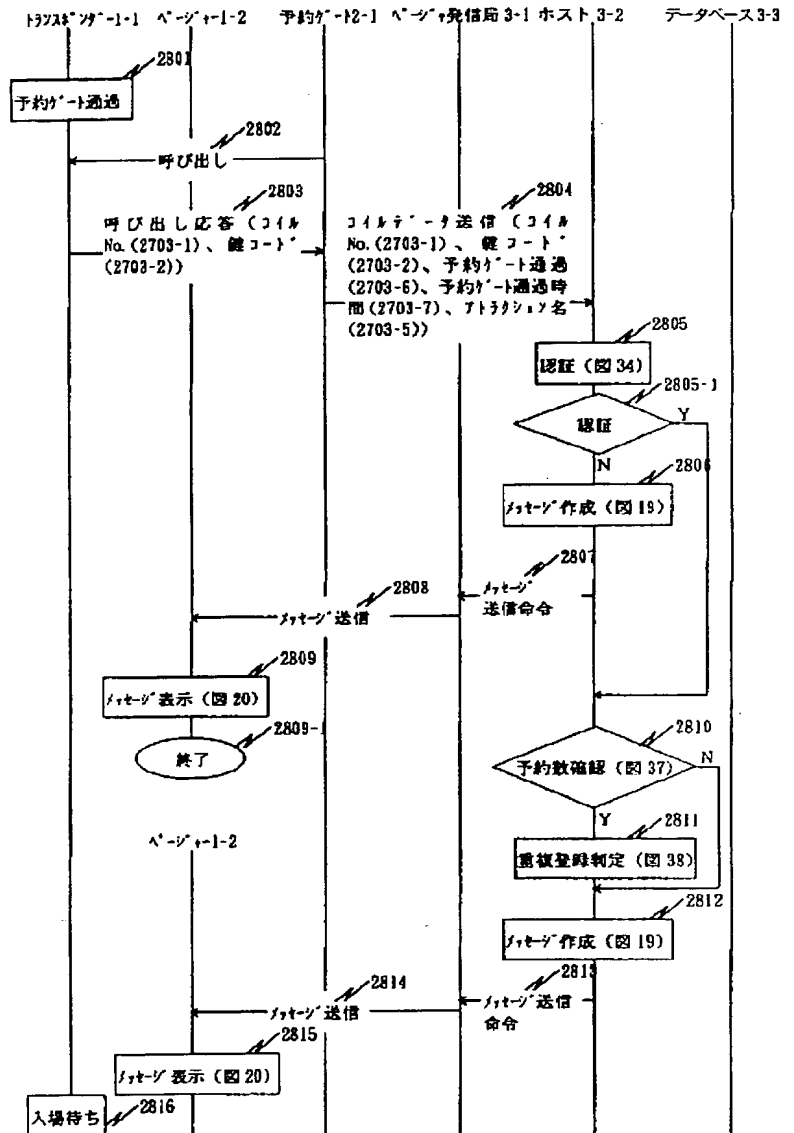 トランスポンダー1-1 ページャー1-2 予約ゲート2-1 ページャ発信局3-1 ホスト3-2 データベース3-3
2801
予約ゲート通過
2802
呼び出し
2803
呼び出し応答(コイル
No.(2703-1)、鍵コード
(2703-2))
2804
コイルデータ送信(コイル
No.(2703-1)、鍵コード
(2703-2)、予約ゲート通過
(2703-6)、予約ゲート通過時
間(2703-7)、アトラクション名
(2703-5))
2805
認証(図34)
2805-1
認証
Y
N
2806
メッセージ作成(図19)
2807
メッセージ
送信命令
2808
メッセージ送信
2809
メッセージ表示(図20)
2809-1
終了
2810
予約数確認(図37)
N
Y
ページャー1-2
2811
重複登録判定(図38)
2812
メッセージ作成(図19)
2813
メッセージ送信
命令
2814
メッセージ送信
2815
メッセージ表示(図20)
入場待ち
2816